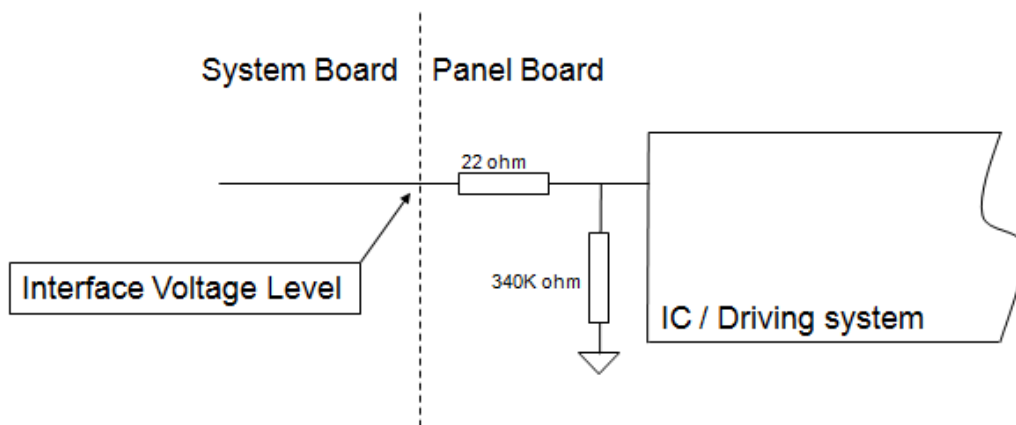 System Board
Panel Board
22 ohm
Interface Voltage Level
340K ohm
IC / Driving system